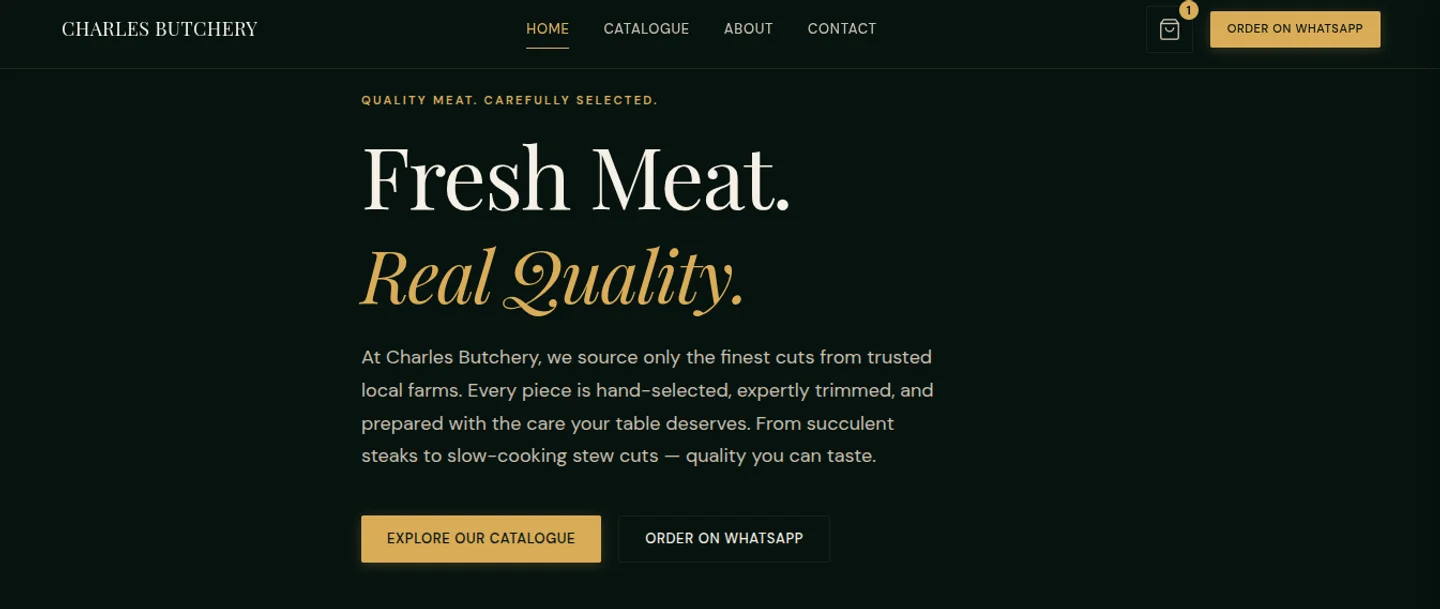 CHARLES BUTCHERY
HOME
CATALOGUE
ABOUT
CONTACT
1
ORDER ON WHATSAPP
QUALITY MEAT. CAREFULLY SELECTED.
Fresh Meat.
Real Quality.
At Charles Butchery, we source only the finest cuts from trusted
local farms. Every piece is hand-selected, expertly trimmed, and
prepared with the care your table deserves. From succulent
steaks to slow-cooking stew cuts — quality you can taste.
EXPLORE OUR CATALOGUE
ORDER ON WHATSAPP